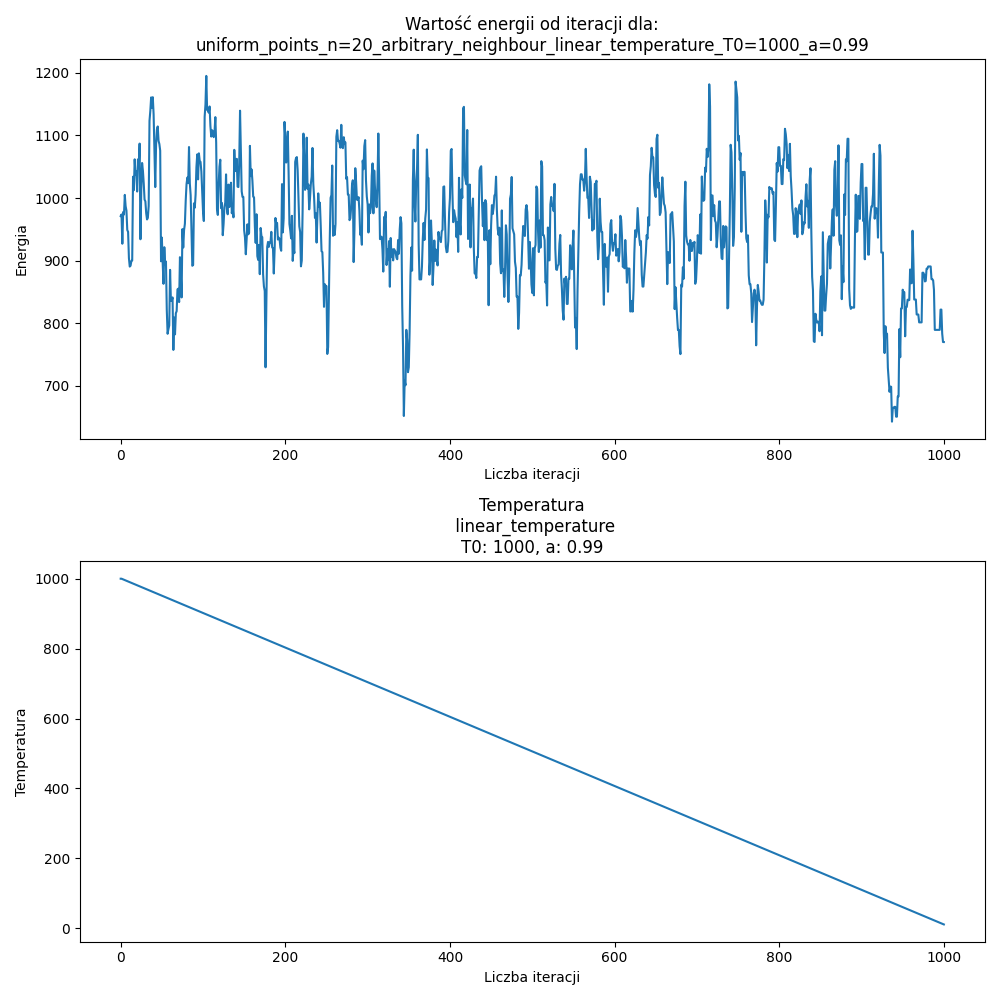 Wartość energii od iteracji dla:
uniform_points_n=20_arbitrary_neighbour_linear_temperature_T0=1000_a=0.99
1200
1100
1000
900
800
700
Energia
0 200 400 600 800 1000
Liczba iteracji
Temperatura
linear_temperature
T0: 1000, a: 0.99
1000
800
600
400
200
0
Temperatura
0 200 400 600 800 1000
Liczba iteracji